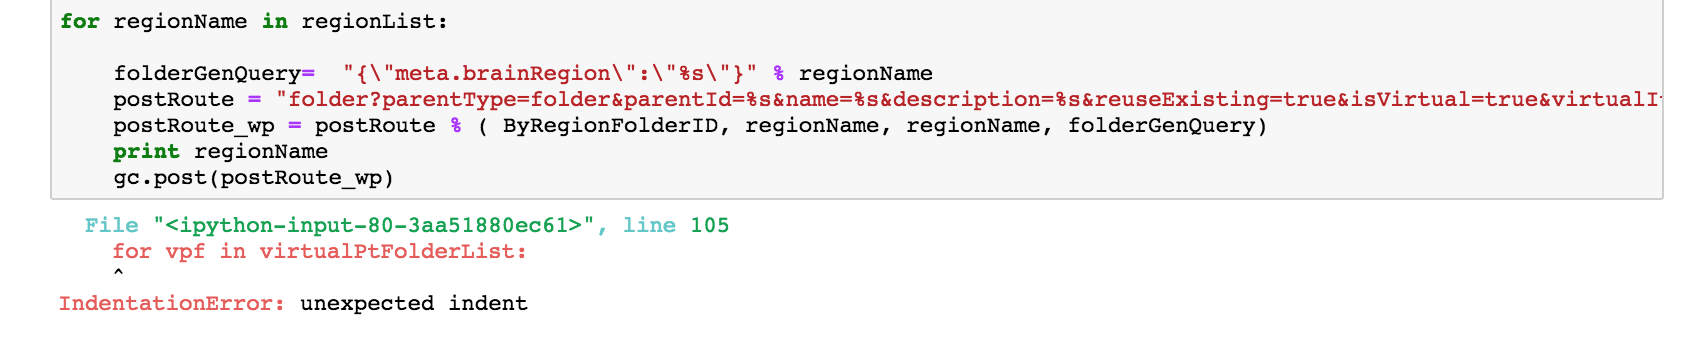 for regionName in regionList:
folderGenQuery=  "{\"meta.brainRegion\":\"%s\"}" % regionName
postRoute = "folder?parentType=folder&parentId=%s&name=%s&description=%s&reuseExisting=true&isVirtual=true&virtualI
postRoute_wp = postRoute % ( ByRegionFolderID, regionName, regionName, folderGenQuery)
print regionName
gc.post(postRoute_wp)
File "<ipython-input-80-3aa51880ec61>", line 105
for vpf in virtualPtFolderList:
^
IndentationError: unexpected indent